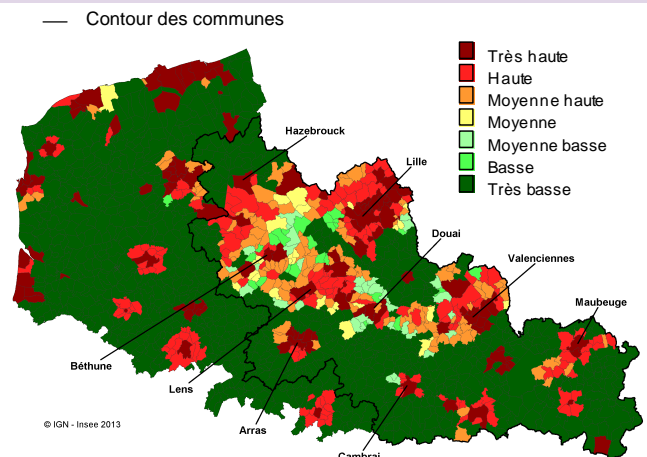 Contour des communes
Très haute
Haute
Moyenne haute
Moyenne
Moyenne basse
Basse
Très basse
Hazebrouck
Lille
Douai
Valenciennes
Maubeuge
Béthune
Lens
Arras
Cambrai
© IGN - Insee 2013